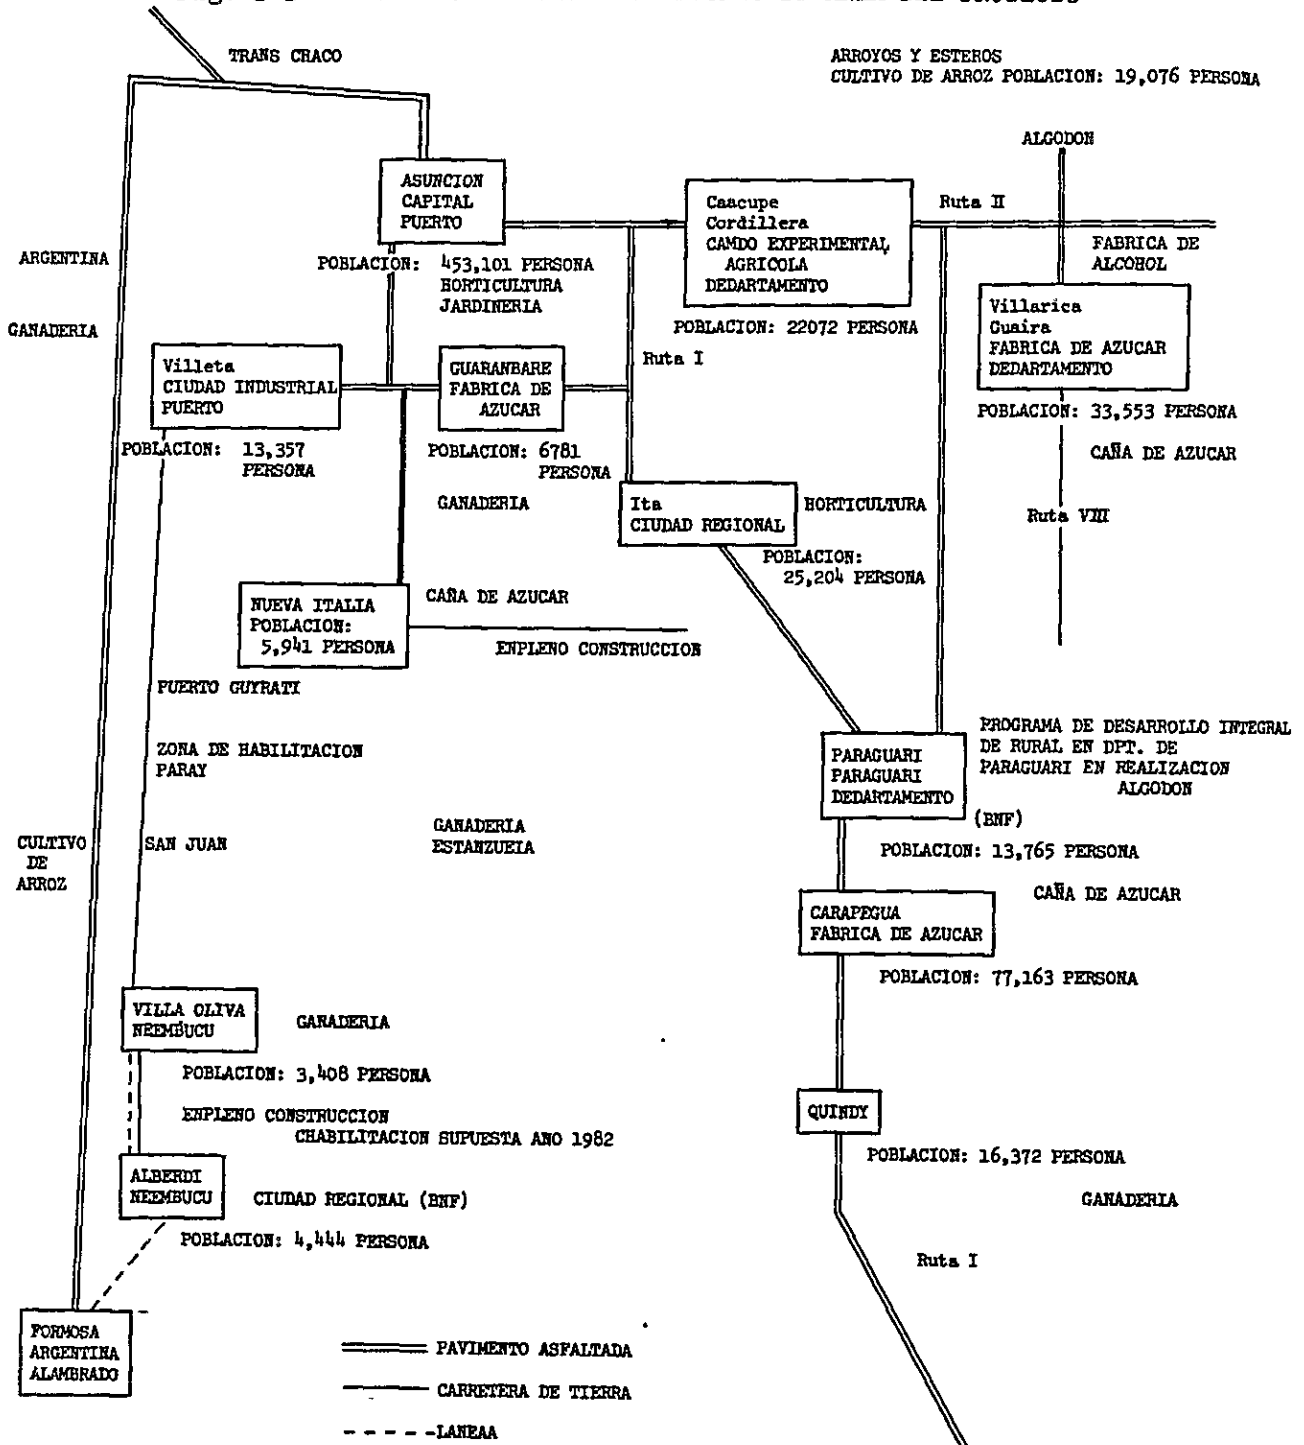 TRANS CHACO
ARROYOS Y ESTEROS
CULTIVO DE ARROZ POBLACION: 19,076 PERSONA
ALGODON
ASUNCION
CAPITAL
PUERTO
POBLACION: 453,101 PERSONA
HORTICULTURA
JARDINERIA
Caacupe
Cordillera
CAMDO EXPERIMENTAL
AGRICOLA
DEDARTAMENTO
POBLACION: 22072 PERSONA
Ruta II
FABRICA DE
ALCOHOL
Villarica
Guaira
FABRICA DE AZUCAR
DEDARTAMENTO
POBLACION: 33,553 PERSONA
CAÑA DE AZUCAR
Ruta VIII
ARGENTINA
GANADERIA
Villeta
CIUDAD INDUSTRIAL
PUERTO
POBLACION: 13,357
PERSONA
GUARANBARE
FABRICA DE
AZUCAR
POBLACION: 6781
PERSONA
Ruta I
GANADERIA
Ita
CIUDAD REGIONAL
HORTICULTURA
POBLACION:
25,204 PERSONA
NUEVA ITALIA
POBLACION:
5,941 PERSONA
CAÑA DE AZUCAR
ENPLENO CONSTRUCCION
PUERTO GUYRATI
ZONA DE HABILITACION
PARAY
SAN JUAN
CULTIVO
DE
ARROZ
GANADERIA
ESTANZUEIA
PARAGUARI
PARAGUARI
DEDARTAMENTO
(BNF)
PROGRAMA DE DESARROLLO INTEGRAL
DE RURAL EN DPT. DE
PARAGUARI EN REALIZACION
ALGODON
POBLACION: 13,765 PERSONA
CARAPEGUA
FABRICA DE AZUCAR
CAÑA DE AZUCAR
POBLACION: 77,163 PERSONA
VILLA OLIVA
NEEMBUCU
GANADERIA
POBLACION: 3,408 PERSONA
ENPLENO CONSTRUCCION
CHABILITACION SUPUESTA ANO 1982
QUINDY
POBLACION: 16,372 PERSONA
GANADERIA
ALBERDI
NEEMBUCU
CIUDAD REGIONAL (BNF)
POBLACION: 4,444 PERSONA
Ruta I
FORMOSA
ARGENTINA
ALAMBRADO
PAVIMENTO ASFALTADA
CARRETERA DE TIERRA
LANEAA